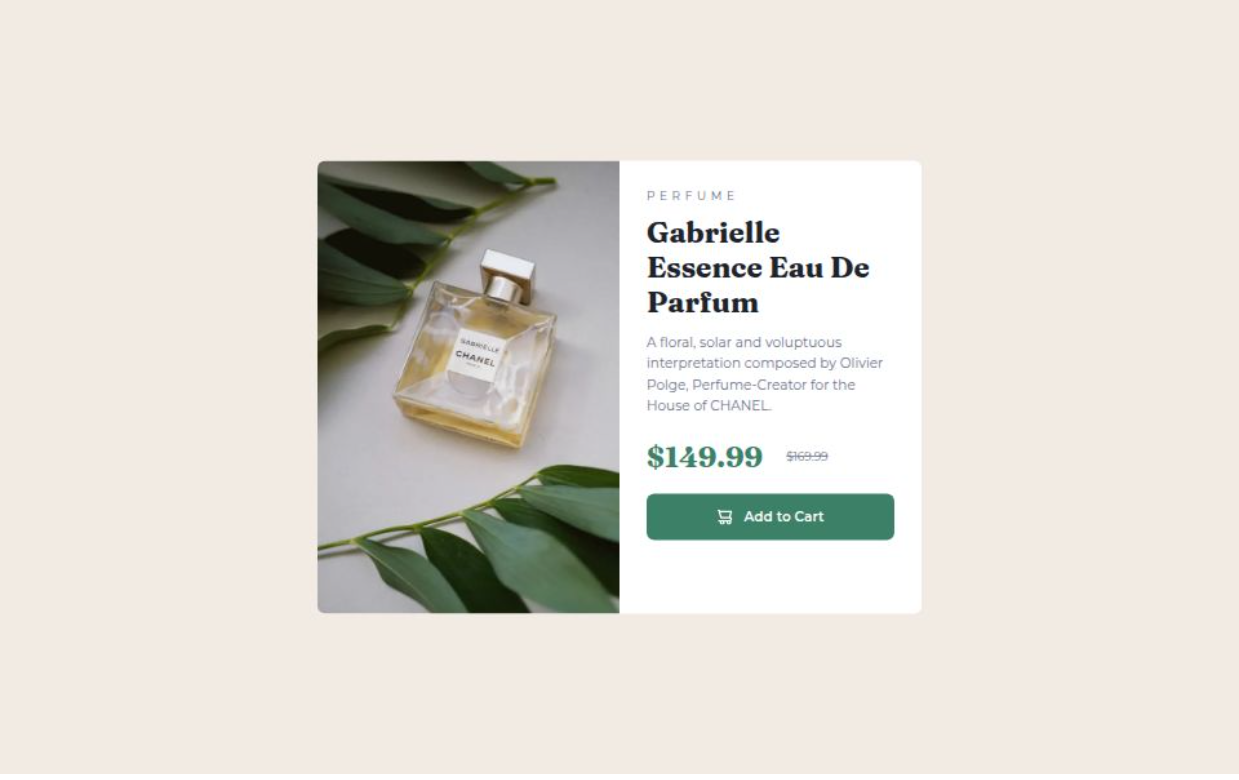 GABRIELLE
CHANEL
PERFUME
Gabrielle
Essence Eau De
Parfum
A floral, solar and voluptuous
interpretation composed by Olivier
Polge, Perfume-Creator for the
House of CHANEL.
$149.99 $169.99
Add to Cart